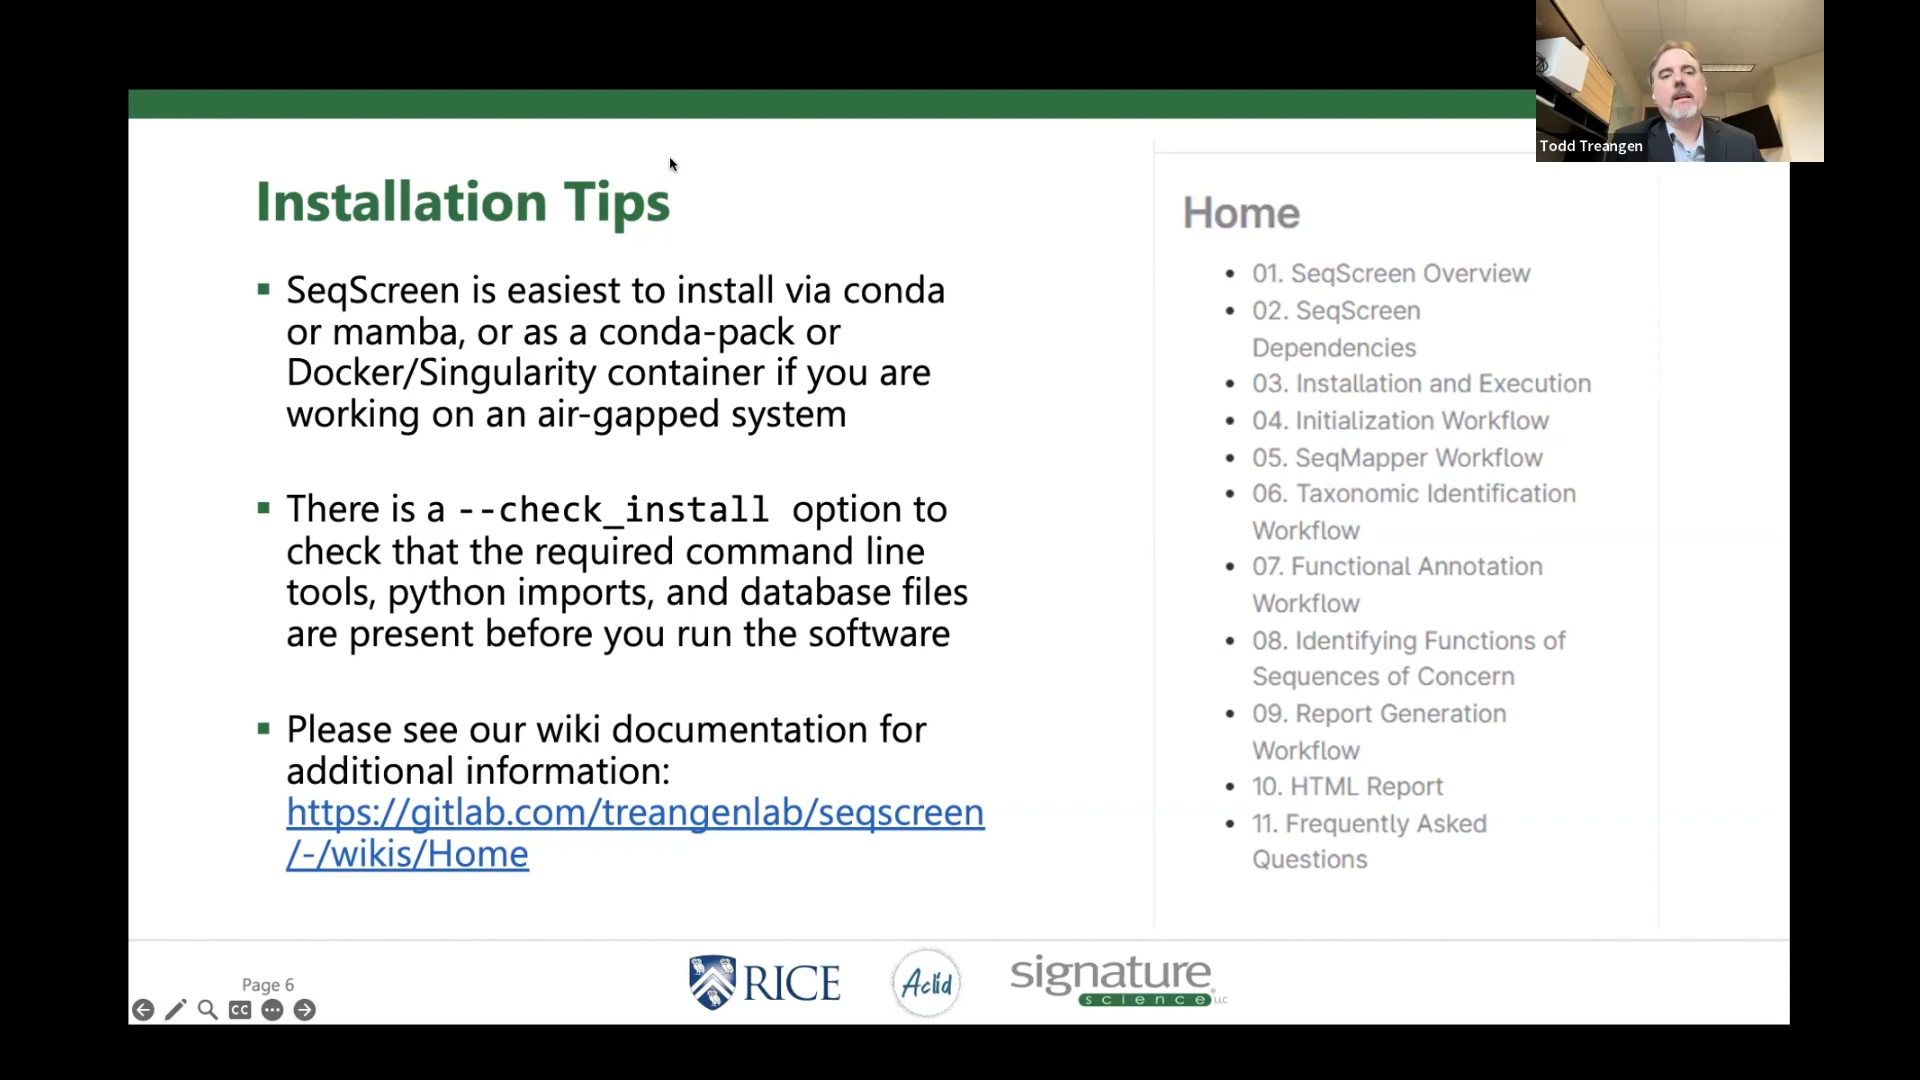 Todd Treangen
Installation Tips
SeqScreen is easiest to install via conda
or mamba, or as a conda-pack or
Docker/Singularity container if you are
working on an air-gapped system
There is a --check_install option to
check that the required command line
tools, python imports, and database files
are present before you run the software
Please see our wiki documentation for
additional information:
https://gitlab.com/treangenlab/seqscreen
/-/wikis/Home
Home
01. SeqScreen Overview
02. SeqScreen
Dependencies
03. Installation and Execution
04. Initialization Workflow
05. SeqMapper Workflow
06. Taxonomic Identification
Workflow
07. Functional Annotation
Workflow
08. Identifying Functions of
Sequences of Concern
09. Report Generation
Workflow
10. HTML Report
11. Frequently Asked
Questions
Page 6
CC
RICE
Aclid
signature
science LLC